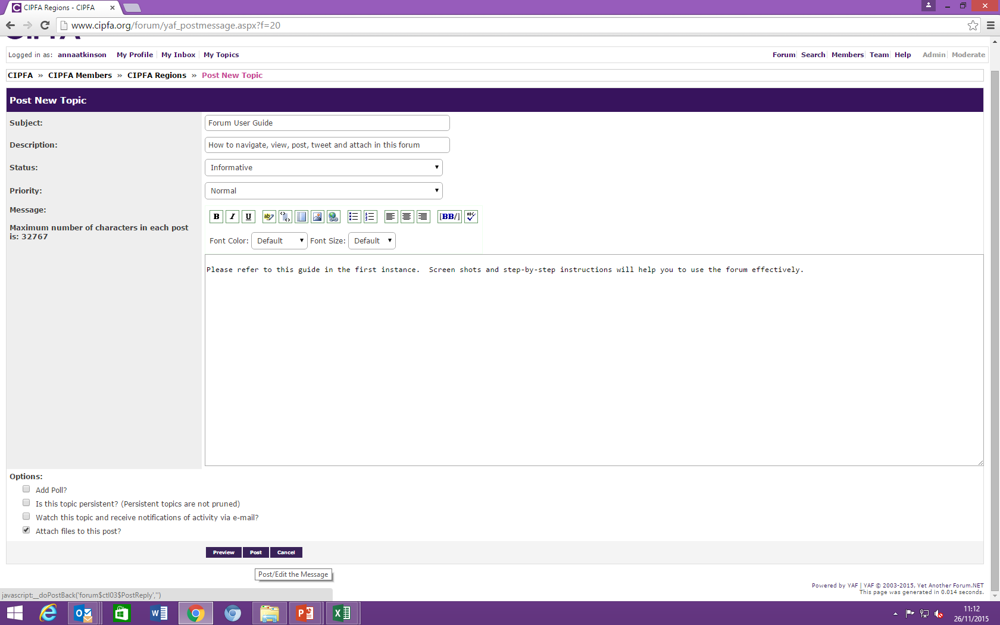 CIPFA Regions - CIPFA
www.cipfa.org/forum/yaf_postmessage.aspx?f=20
CIPFA
Logged in as: annaatkinson My Profile My Inbox My Topics Forum Search Members Team Help Admin Moderate
CIPFA » CIPFA Members » CIPFA Regions » Post New Topic
Post New Topic
Subject: Forum User Guide
Description: How to navigate, view, post, tweet and attach in this forum
Status: Informative
Priority: Normal
Message:
B I U ab [BB/] ABC
Maximum number of characters in each post
is: 32767
Font Color: Default Font Size: Default
Please refer to this guide in the first instance.  Screen shots and step-by-step instructions will help you to use the forum effectively.
Options:
Add Poll?
Is this topic persistent? (Persistent topics are not pruned)
Watch this topic and receive notifications of activity via e-mail?
Attach files to this post?
Preview Post Cancel
Post/Edit the Message
Powered by YAF | YAF © 2003-2015, Yet Another Forum.NET
This page was generated in 0.014 seconds.
javascript:__doPostBack('forum$ctl03$PostReply','')
11:12
26/11/2015